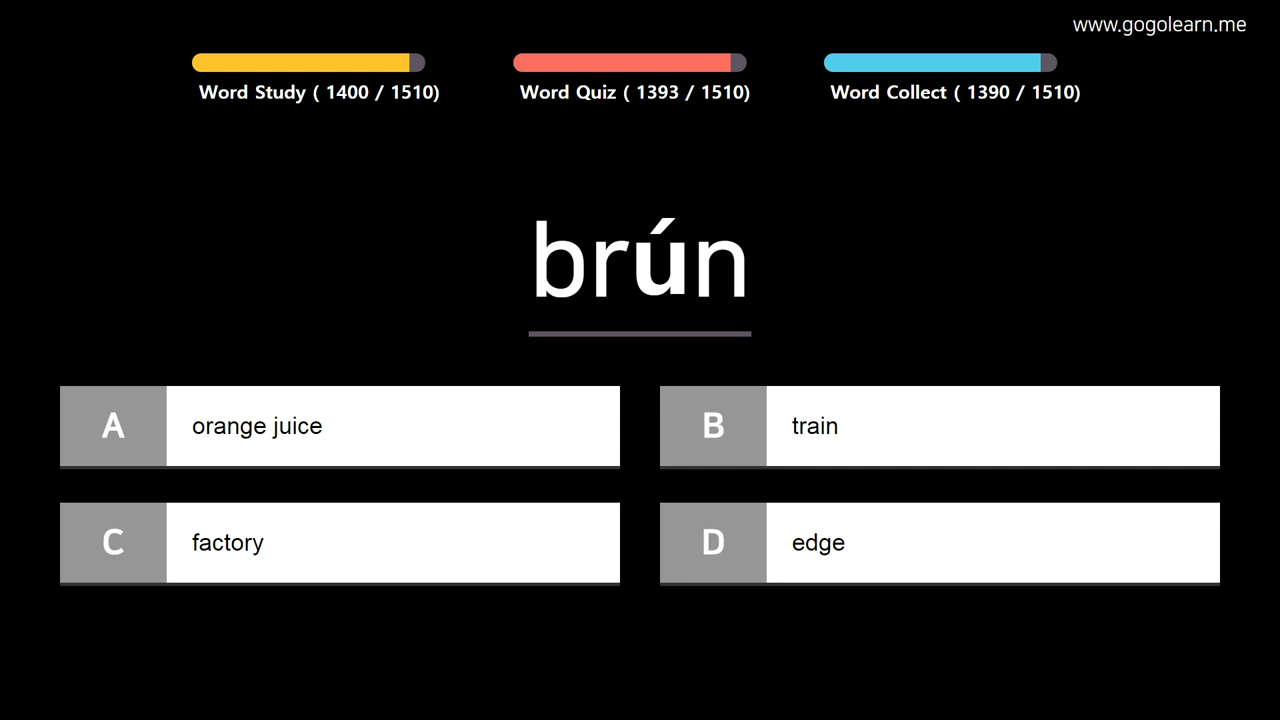 www.gogolearn.me
Word Study ( 1400 / 1510)
Word Quiz ( 1393 / 1510)
Word Collect ( 1390 / 1510)
brún
A orange juice
B train
C factory
D edge